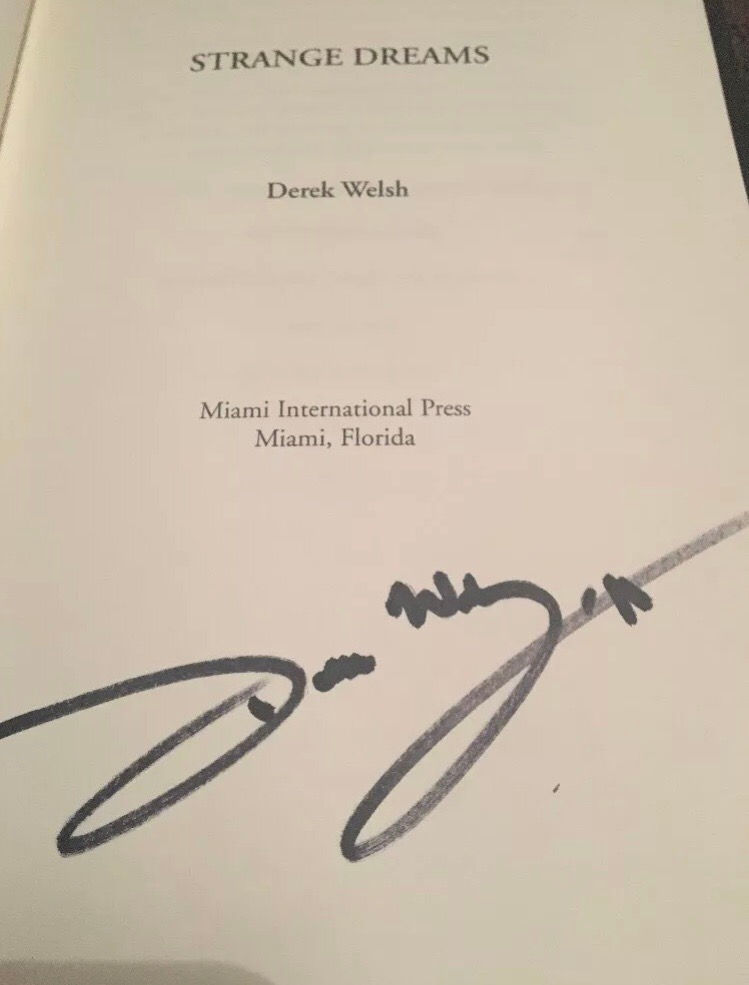 STRANGE DREAMS
Derek Welsh
Miami International Press
Miami, Florida